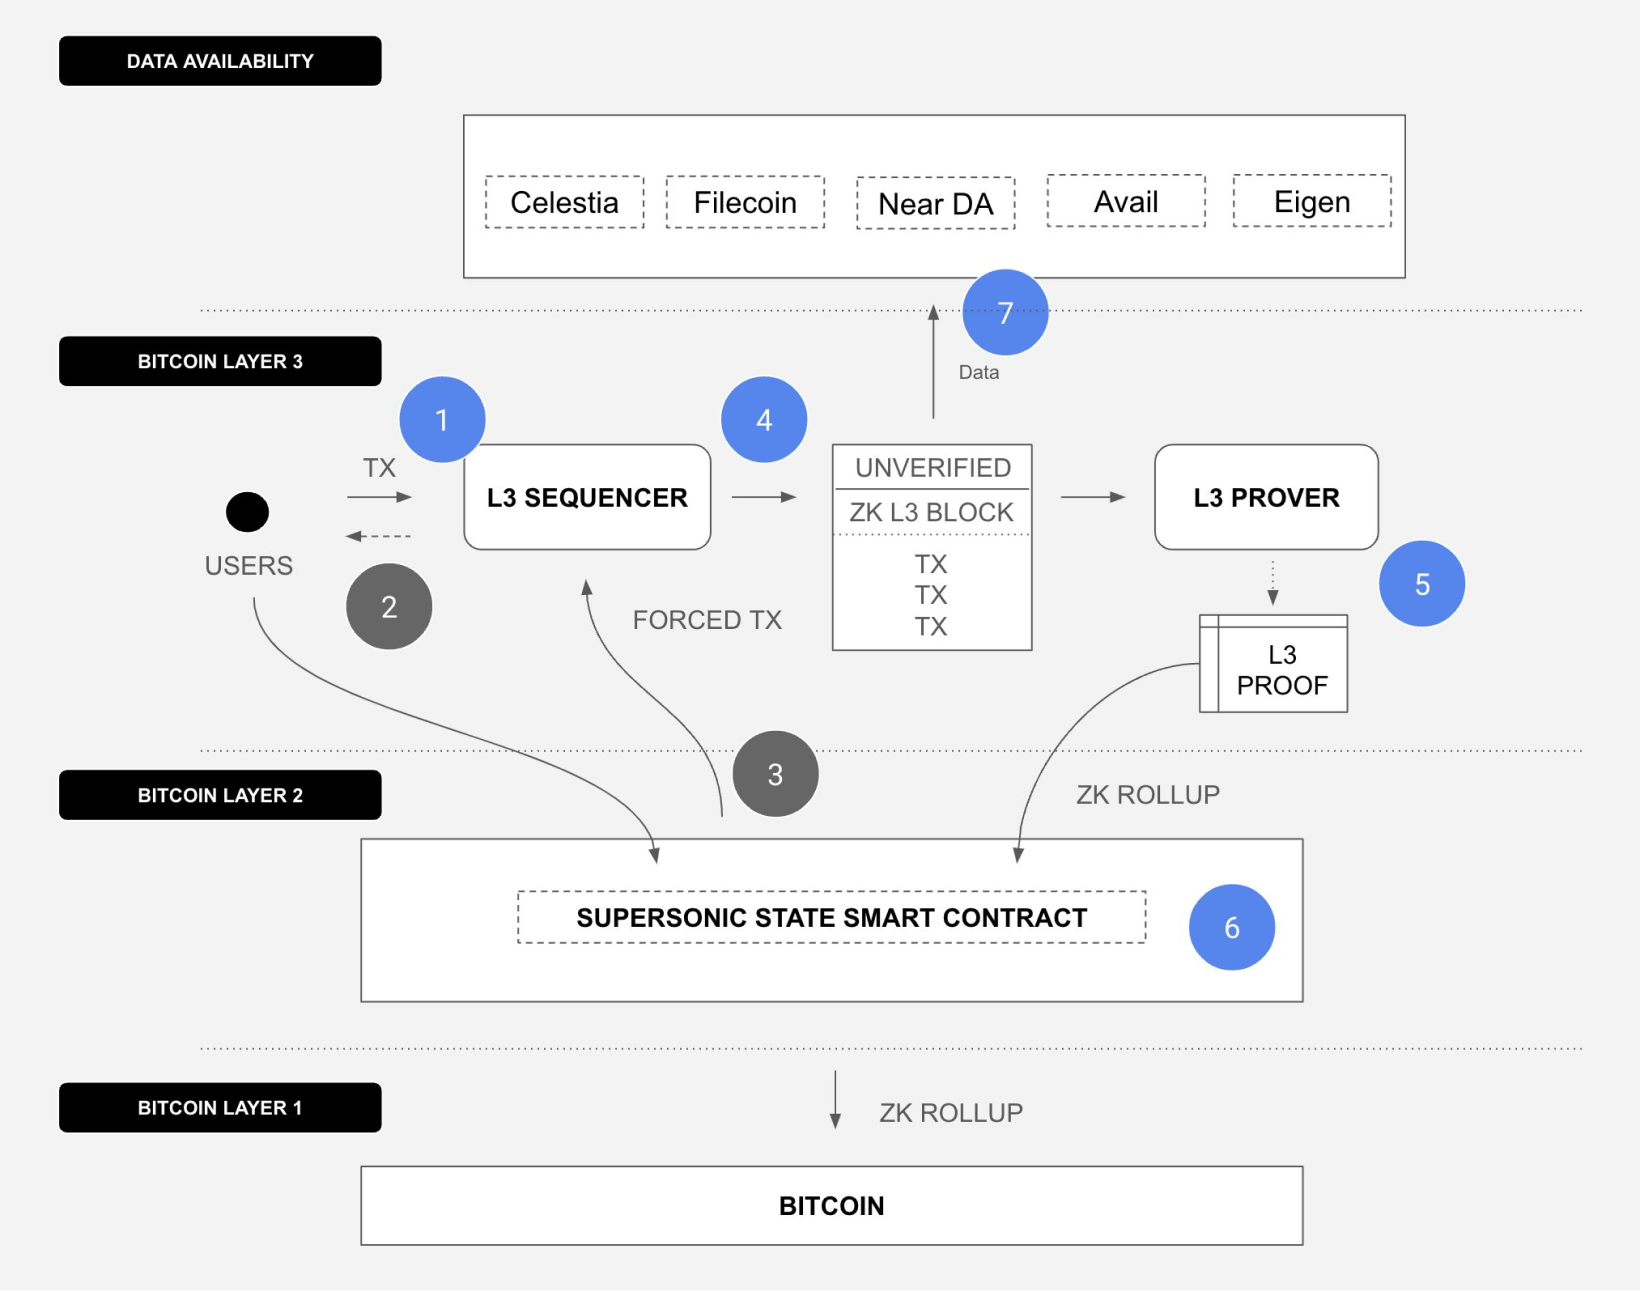 DATA AVAILABILITY
Celestia
Filecoin
Near DA
Avail
Eigen
7
Data
BITCOIN LAYER 3
1
4
TX
L3 SEQUENCER
UNVERIFIED
ZK L3 BLOCK
TX
TX
TX
L3 PROVER
USERS
2
FORCED TX
5
L3
PROOF
3
BITCOIN LAYER 2
ZK ROLLUP
SUPERSONIC STATE SMART CONTRACT
6
BITCOIN LAYER 1
ZK ROLLUP
BITCOIN